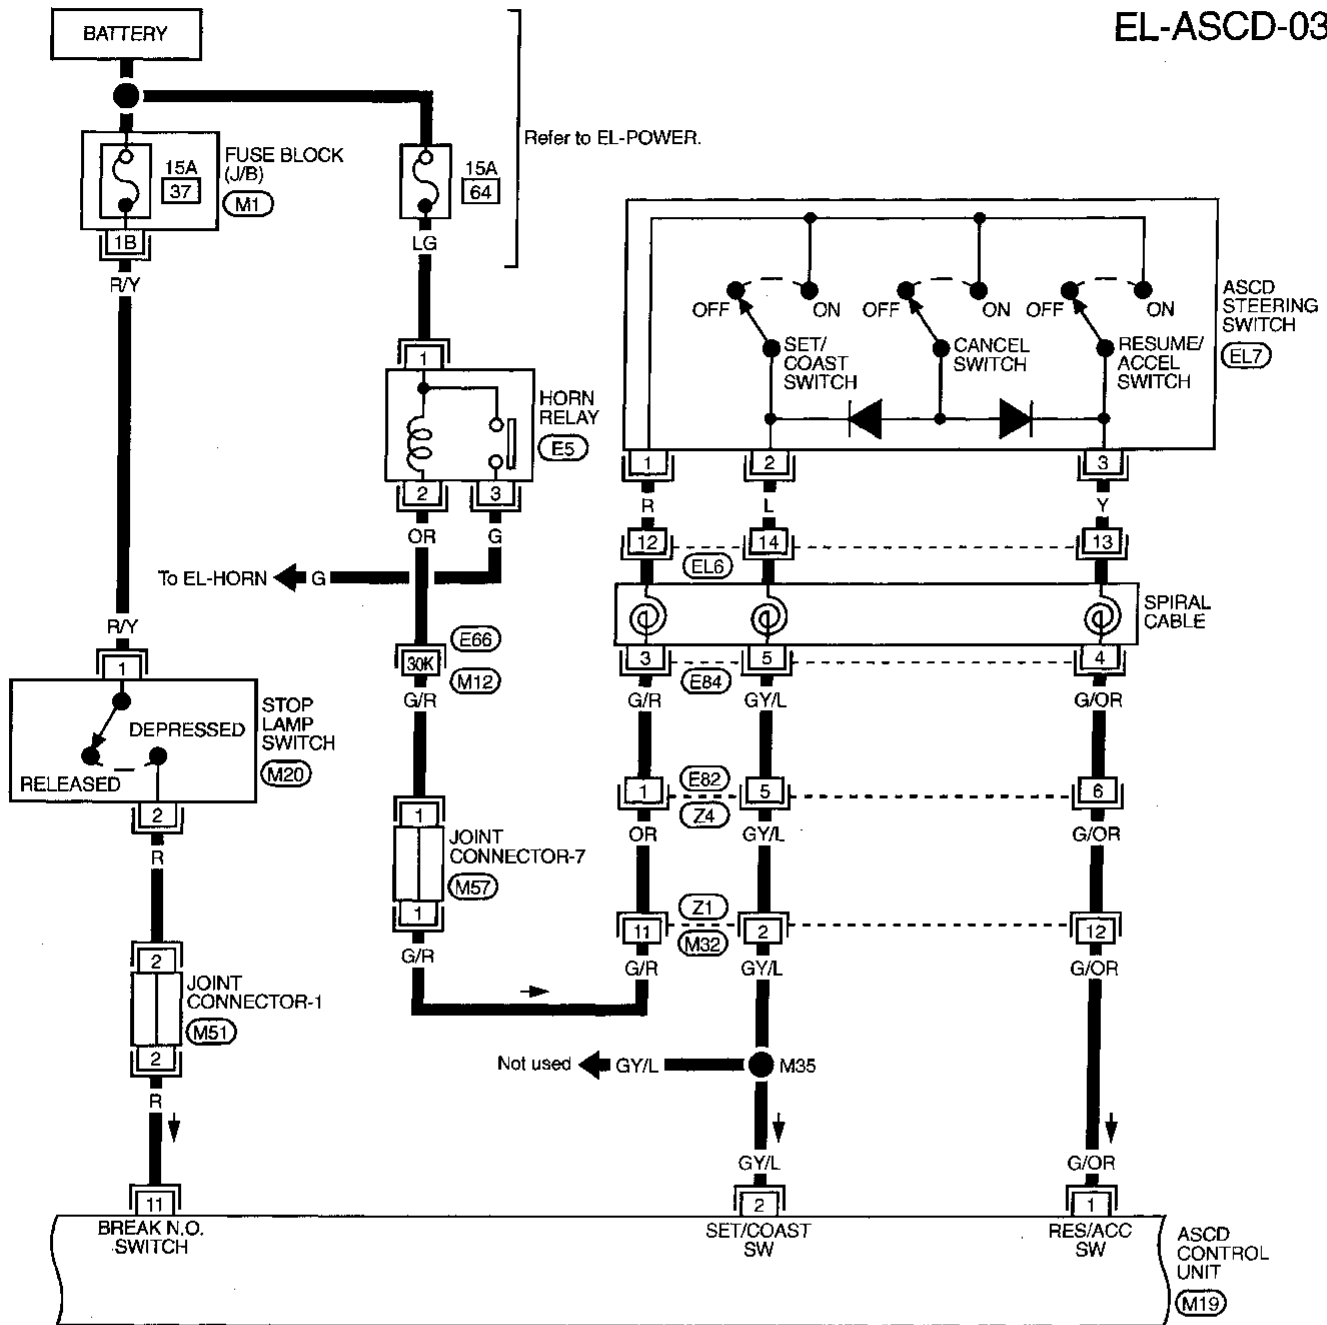 EL-ASCD-03
BATTERY
Refer to EL-POWER.
FUSE BLOCK
(J/B)
M1
15A
37
15A
64
1B
R/Y
LG
ASCD
STEERING
SWITCH
EL7
OFF
ON
OFF
ON
OFF
ON
SET/
COAST
SWITCH
CANCEL
SWITCH
RESUME/
ACCEL
SWITCH
1
HORN
RELAY
E5
2
3
OR
G
To EL-HORN
G
1
2
3
R
L
Y
12
14
13
EL6
SPIRAL
CABLE
3
5
4
E84
G/R
GY/L
G/OR
R/Y
1
E66
30K
M12
G/R
STOP
LAMP
SWITCH
M20
DEPRESSED
RELEASED
2
R
1
JOINT
CONNECTOR-7
M57
1
G/R
1
E82
5
6
Z4
OR
GY/L
G/OR
11
Z1
2
12
M32
G/R
GY/L
G/OR
2
JOINT
CONNECTOR-1
M51
2
R
Not used
GY/L
M35
GY/L
G/OR
11
2
1
BREAK N.O.
SWITCH
SET/COAST
SW
RES/ACC
SW
ASCD
CONTROL
UNIT
M19